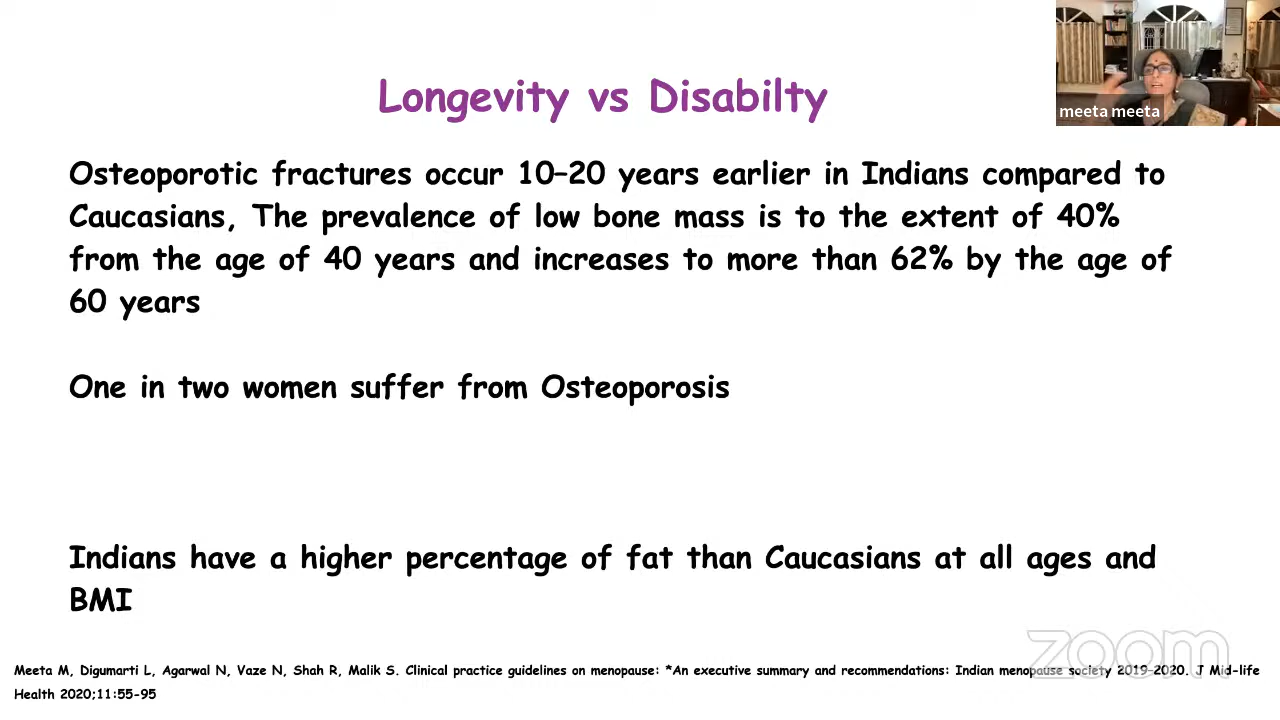 Longevity vs Disabilty
meeta meeta
Osteoporotic fractures occur 10–20 years earlier in Indians compared to
Caucasians, The prevalence of low bone mass is to the extent of 40%
from the age of 40 years and increases to more than 62% by the age of
60 years
One in two women suffer from Osteoporosis
Indians have a higher percentage of fat than Caucasians at all ages and
BMI
zoom
Meeta M, Digumarti L, Agarwal N, Vaze N, Shah R, Malik S. Clinical practice guidelines on menopause: *An executive summary and recommendations: Indian menopause society 2019–2020. J Mid-life
Health 2020;11:55-95